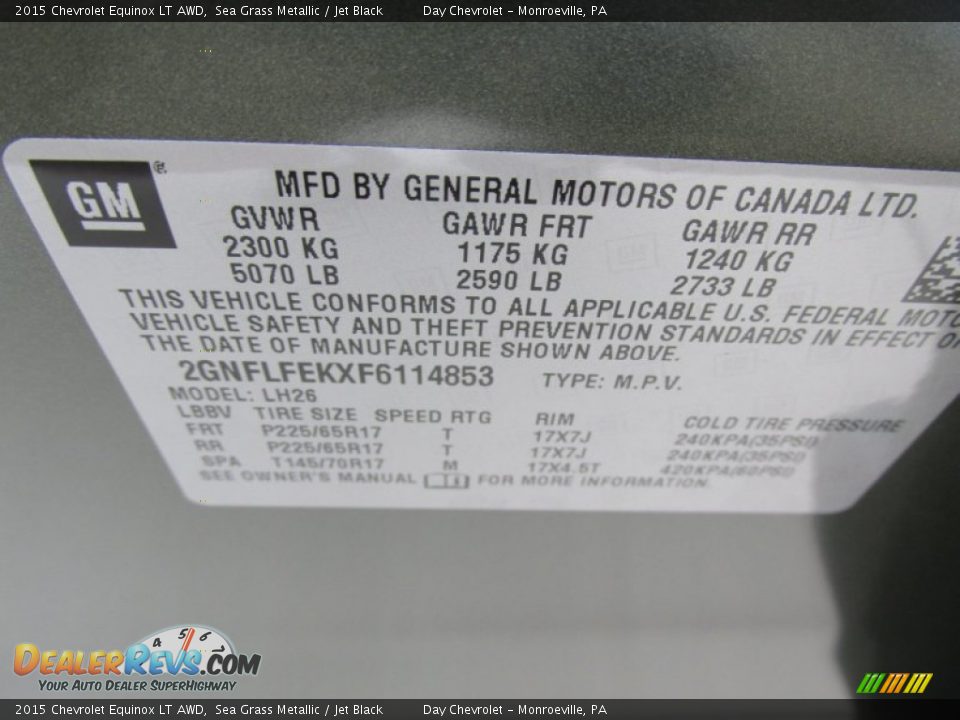 2015 Chevrolet Equinox LT AWD, Sea Grass Metallic / Jet Black Day Chevrolet - Monroeville, PA
GM ®
MFD BY GENERAL MOTORS OF CANADA LTD.
GVWR GAWR FRT GAWR RR
2300 KG 1175 KG 1240 KG
5070 LB 2590 LB 2733 LB
THIS VEHICLE CONFORMS TO ALL APPLICABLE U.S. FEDERAL MOTO
VEHICLE SAFETY AND THEFT PREVENTION STANDARDS IN EFFECT O
THE DATE OF MANUFACTURE SHOWN ABOVE.
2GNFLFEKXF6114853 TYPE: M.P.V.
MODEL: LH26
LBBV TIRE SIZE SPEED RTG RIM COLD TIRE PRESSURE
FRT P225/65R17 T 17X7J 240KPA(35PSI)
RR P225/65R17 T 17X7J 240KPA(35PSI)
SPA T145/70R17 M 17X4.5T 420KPA(60PSI)
SEE OWNER'S MANUAL FOR MORE INFORMATION.
4 5 6 7
DEALERREVS.COM
YOUR AUTO DEALER SUPERHIGHWAY
2015 Chevrolet Equinox LT AWD, Sea Grass Metallic / Jet Black Day Chevrolet - Monroeville, PA